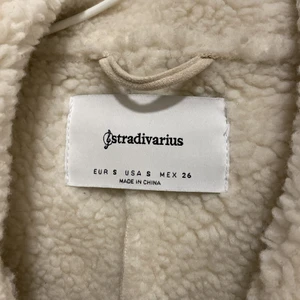 stradivarius
EUR S USA S MEX 26
MADE IN CHINA